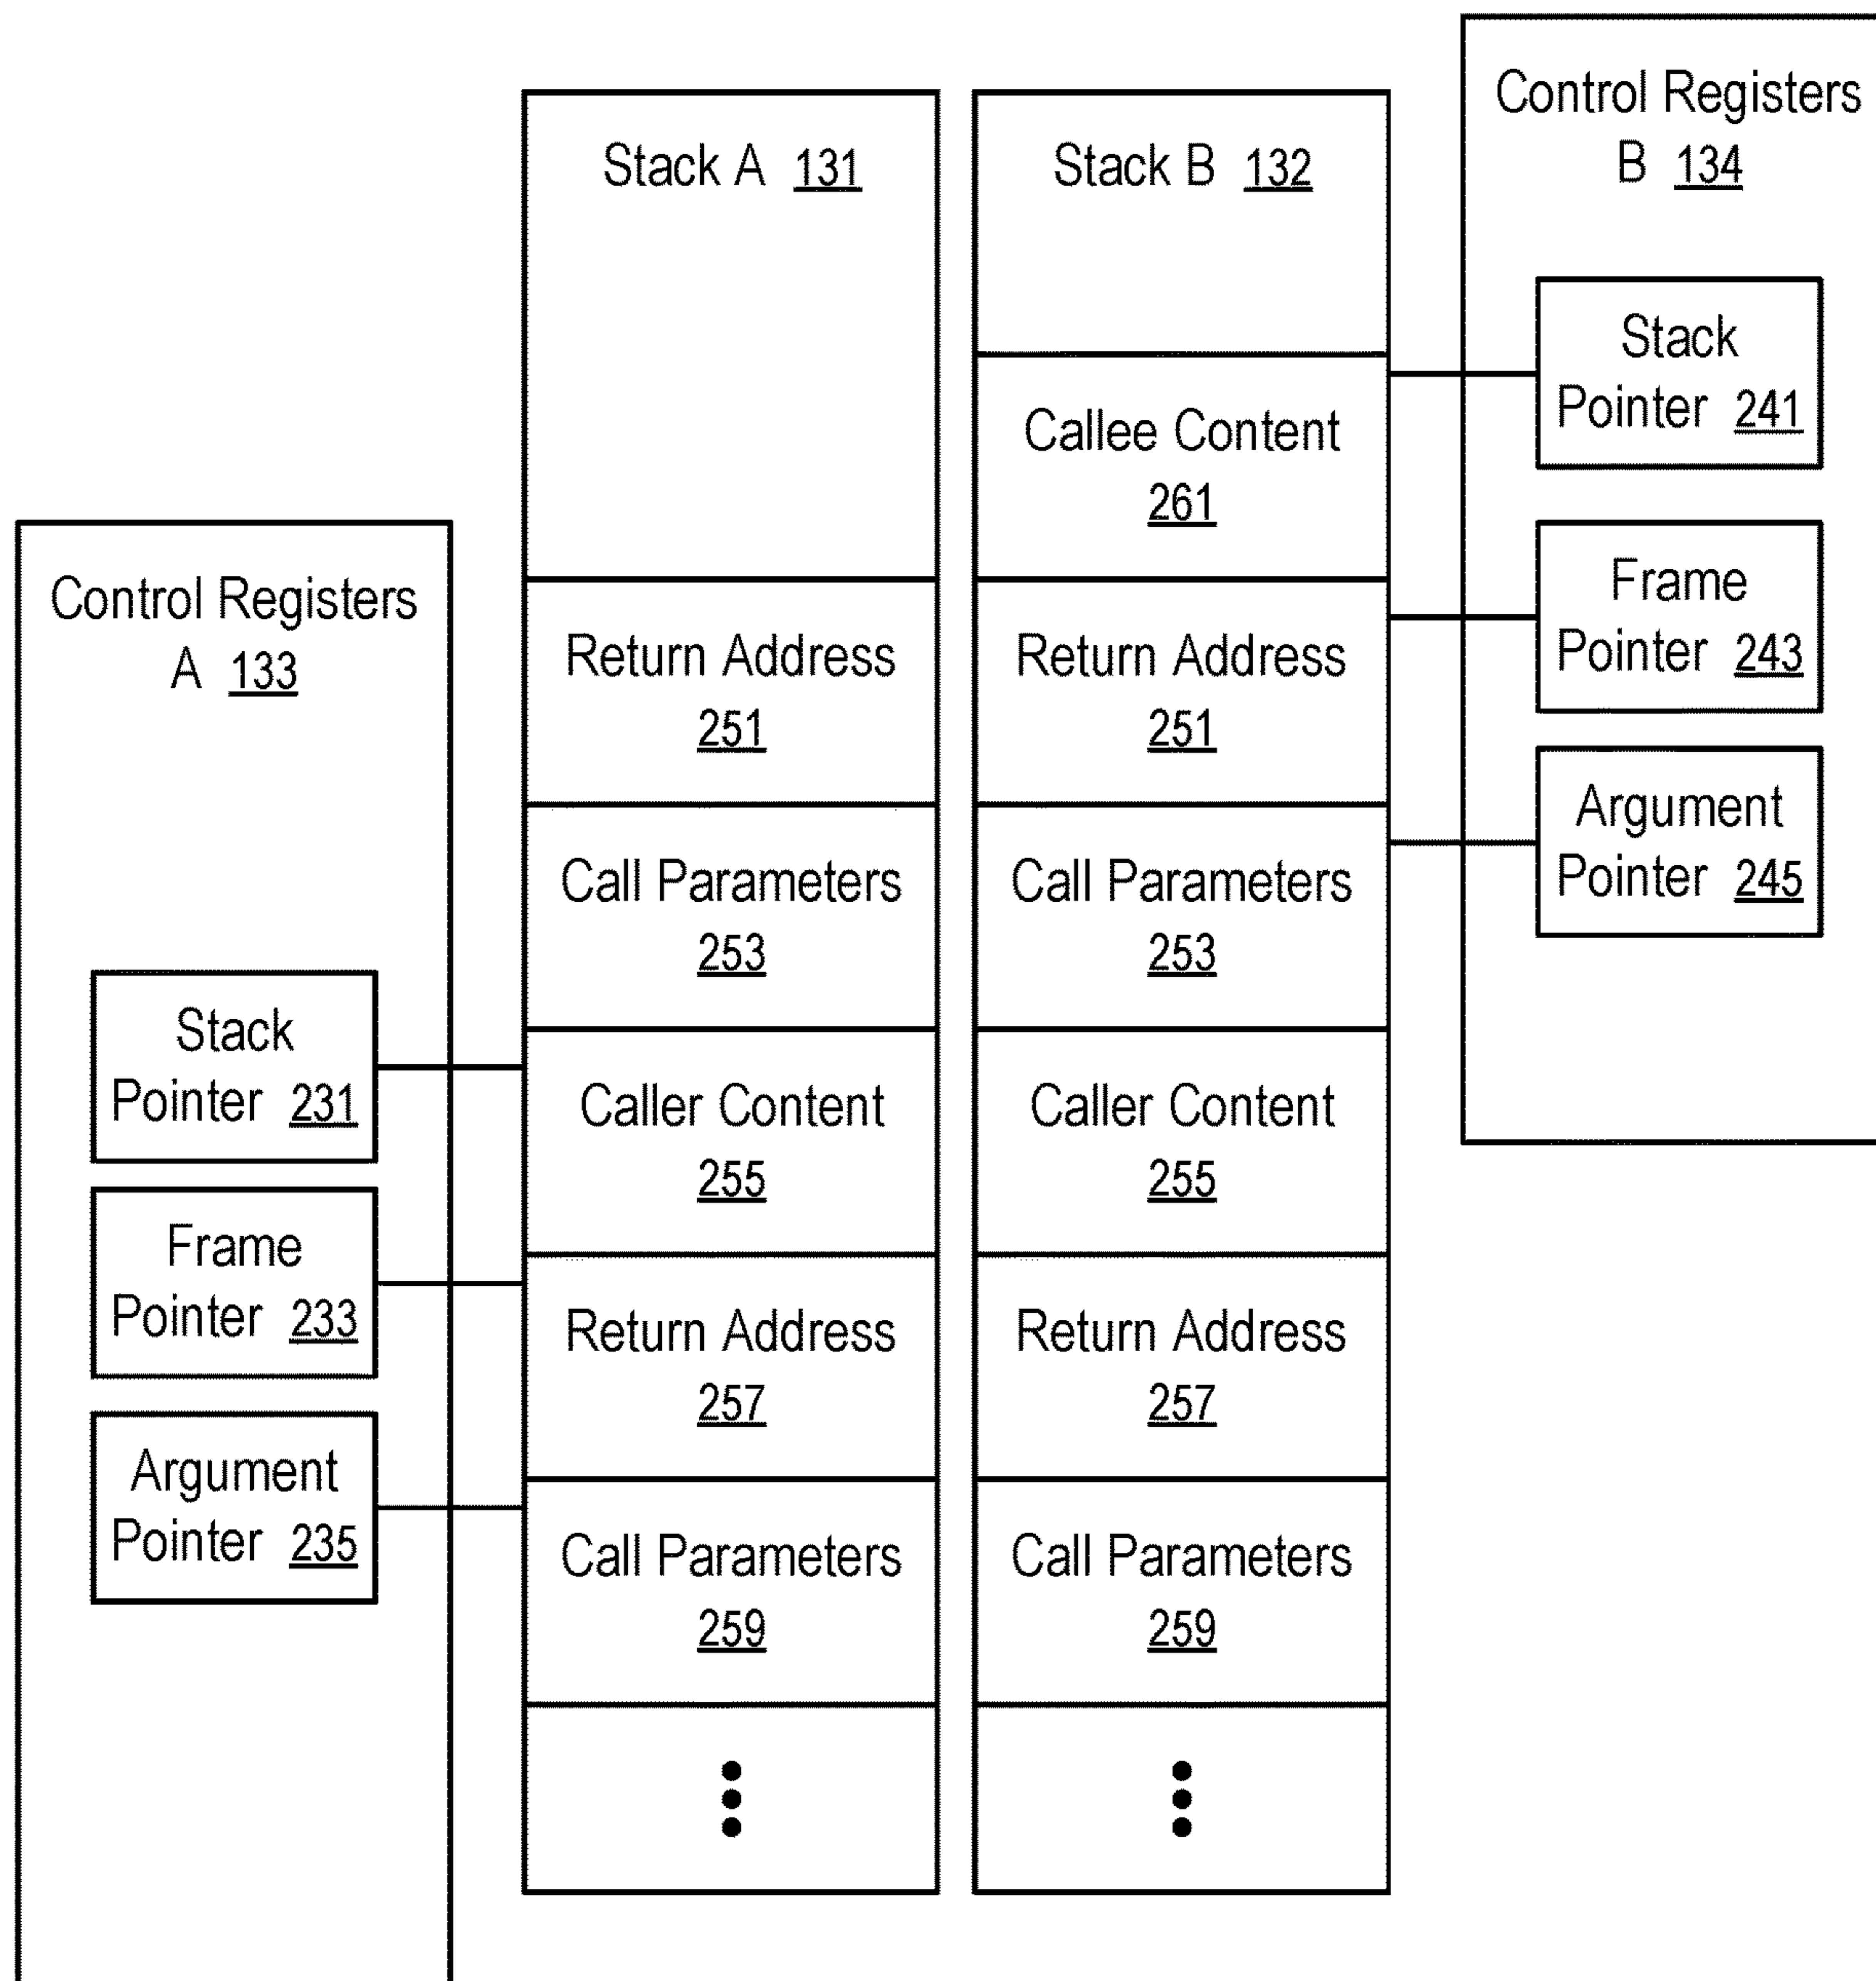 Control Registers
B 134
Stack
Pointer 241
Frame
Pointer 243
Argument
Pointer 245
Stack A 131
Return Address
251
Call Parameters
253
Caller Content
255
Return Address
257
Call Parameters
259
Stack B 132
Callee Content
261
Return Address
251
Call Parameters
253
Caller Content
255
Return Address
257
Call Parameters
259
Control Registers
A 133
Stack
Pointer 231
Frame
Pointer 233
Argument
Pointer 235